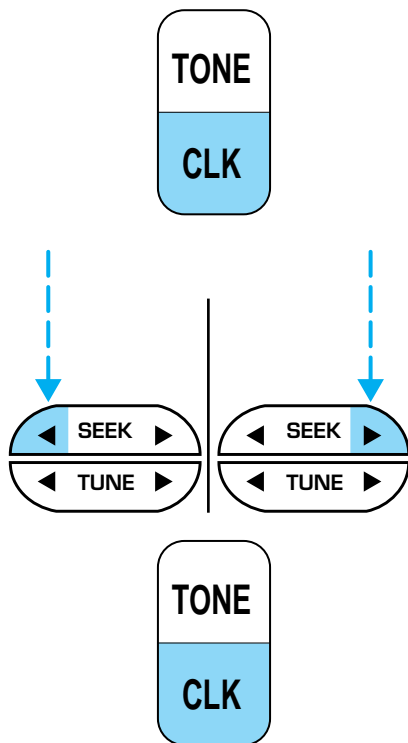 TONE
CLK
◀ SEEK ▶ ◀ SEEK ▶
◀ TUNE ▶ ◀ TUNE ▶
TONE
CLK